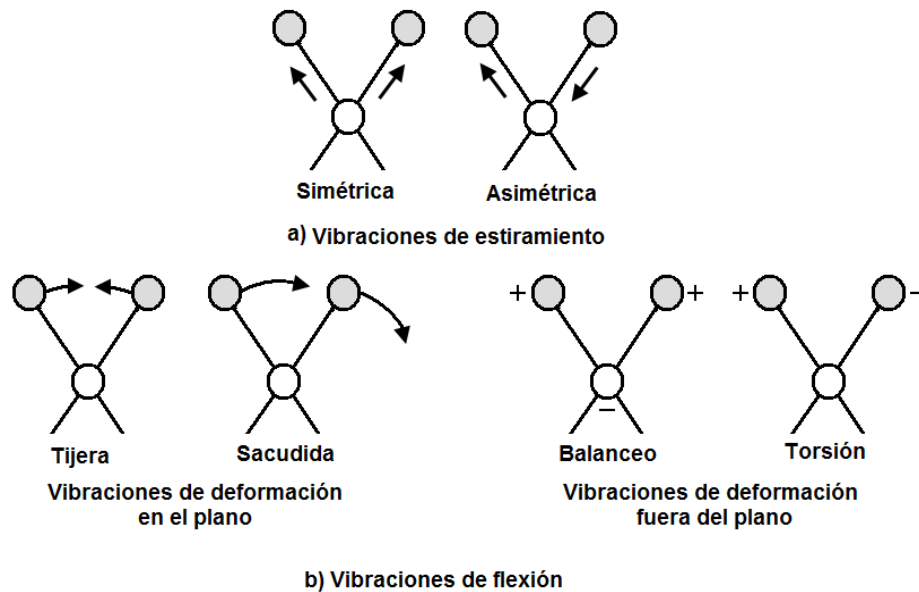 Simétrica Asimétrica
a) Vibraciones de estiramiento
+ + + −
−
Tijera Sacudida Balanceo Torsión
Vibraciones de deformación Vibraciones de deformación
en el plano fuera del plano
b) Vibraciones de flexión